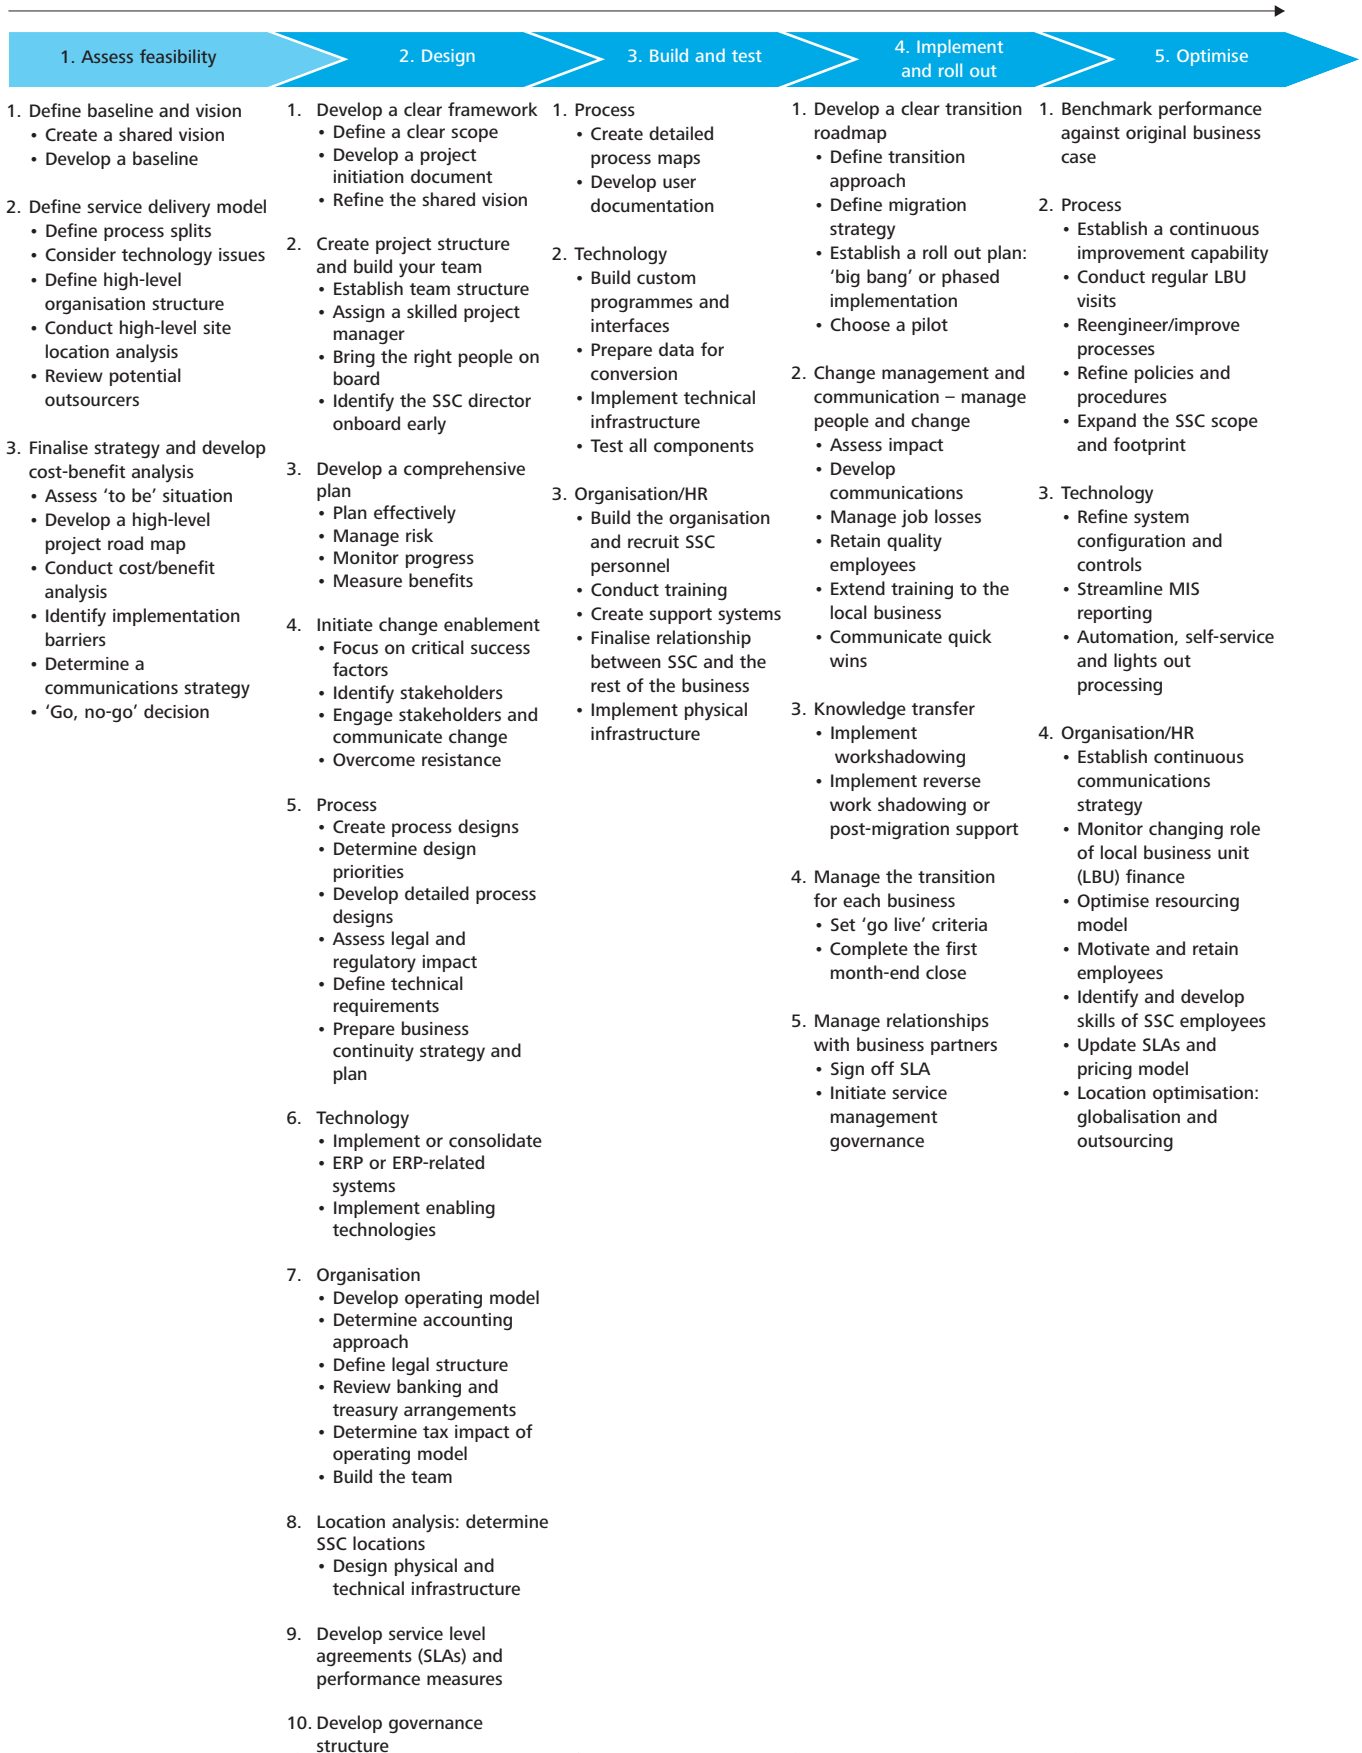 1. Assess feasibility
2. Design
3. Build and test
4. Implement
and roll out
5. Optimise
1. Define baseline and vision
• Create a shared vision
• Develop a baseline
2. Define service delivery model
• Define process splits
• Consider technology issues
• Define high-level
organisation structure
• Conduct high-level site
location analysis
• Review potential
outsourcers
3. Finalise strategy and develop
cost-benefit analysis
• Assess ‘to be’ situation
• Develop a high-level
project road map
• Conduct cost/benefit
analysis
• Identify implementation
barriers
• Determine a
communications strategy
• ‘Go, no-go’ decision
1. Develop a clear framework
• Define a clear scope
• Develop a project
initiation document
• Refine the shared vision
2. Create project structure
and build your team
• Establish team structure
• Assign a skilled project
manager
• Bring the right people on
board
• Identify the SSC director
onboard early
3. Develop a comprehensive
plan
• Plan effectively
• Manage risk
• Monitor progress
• Measure benefits
4. Initiate change enablement
• Focus on critical success
factors
• Identify stakeholders
• Engage stakeholders and
communicate change
• Overcome resistance
5. Process
• Create process designs
• Determine design
priorities
• Develop detailed process
designs
• Assess legal and
regulatory impact
• Define technical
requirements
• Prepare business
continuity strategy and
plan
6. Technology
• Implement or consolidate
• ERP or ERP-related
systems
• Implement enabling
technologies
7. Organisation
• Develop operating model
• Determine accounting
approach
• Define legal structure
• Review banking and
treasury arrangements
• Determine tax impact of
operating model
• Build the team
8. Location analysis: determine
SSC locations
• Design physical and
technical infrastructure
9. Develop service level
agreements (SLAs) and
performance measures
10. Develop governance
structure
1. Process
• Create detailed
process maps
• Develop user
documentation
2. Technology
• Build custom
programmes and
interfaces
• Prepare data for
conversion
• Implement technical
infrastructure
• Test all components
3. Organisation/HR
• Build the organisation
and recruit SSC
personnel
• Conduct training
• Create support systems
• Finalise relationship
between SSC and the
rest of the business
• Implement physical
infrastructure
1. Develop a clear transition
roadmap
• Define transition
approach
• Define migration
strategy
• Establish a roll out plan:
‘big bang’ or phased
implementation
• Choose a pilot
2. Change management and
communication – manage
people and change
• Assess impact
• Develop
communications
• Manage job losses
• Retain quality
employees
• Extend training to the
local business
• Communicate quick
wins
3. Knowledge transfer
• Implement
workshadowing
• Implement reverse
work shadowing or
post-migration support
4. Manage the transition
for each business
• Set ‘go live’ criteria
• Complete the first
month-end close
5. Manage relationships
with business partners
• Sign off SLA
• Initiate service
management
governance
1. Benchmark performance
against original business
case
2. Process
• Establish a continuous
improvement capability
• Conduct regular LBU
visits
• Reengineer/improve
processes
• Refine policies and
procedures
• Expand the SSC scope
and footprint
3. Technology
• Refine system
configuration and
controls
• Streamline MIS
reporting
• Automation, self-service
and lights out
processing
4. Organisation/HR
• Establish continuous
communications
strategy
• Monitor changing role
of local business unit
(LBU) finance
• Optimise resourcing
model
• Motivate and retain
employees
• Identify and develop
skills of SSC employees
• Update SLAs and
pricing model
• Location optimisation:
globalisation and
outsourcing